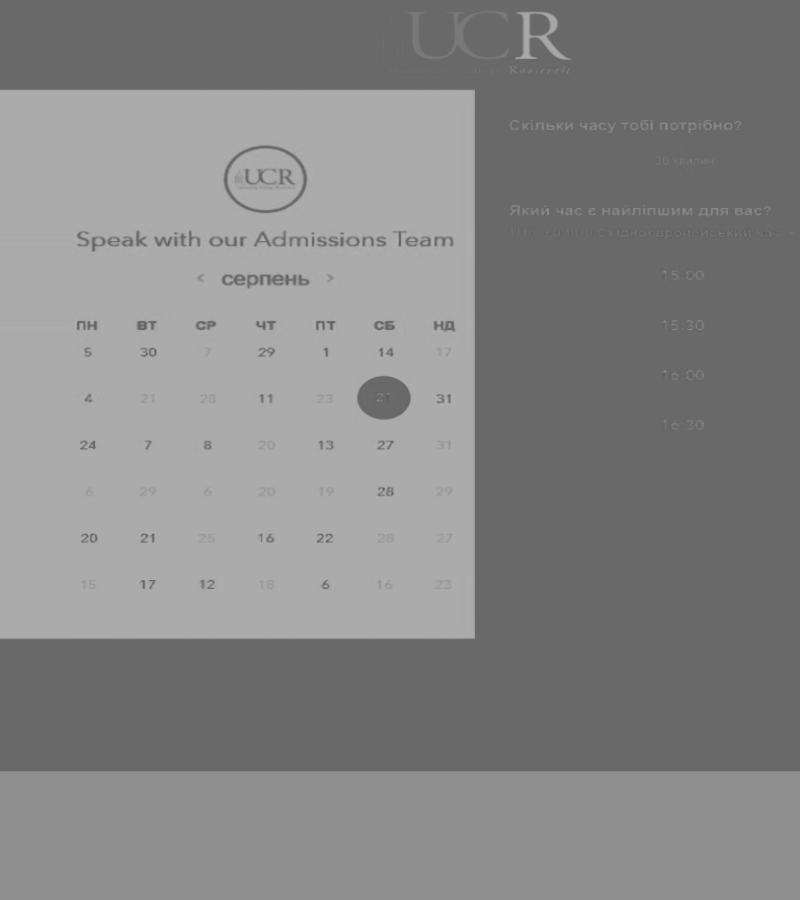 UCR
Roosevelt
UCR
Speak with our Admissions Team
< серпень >
ПН ВТ СР ЧТ ПТ СБ НД
5 30 7 29 1 14 17
4 21 28 11 23 21 31
24 7 8 20 13 27 31
6 29 6 20 19 28 29
20 21 25 16 22 28 27
15 17 12 18 6 16 23
Скільки часу тобі потрібно?
30 хвилин
Який час є найліпшим для вас?
Східноєвропейський час
15:00
15:30
16:00
16:30